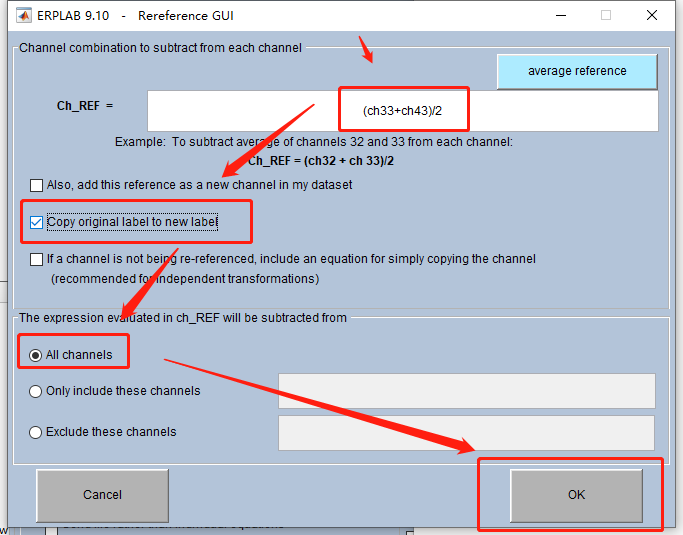 ERPLAB 9.10 - Rereference GUI
Channel combination to subtract from each channel
average reference
Ch_REF = (ch33+ch43)/2
Example: To subtract average of channels 32 and 33 from each channel:
Ch_REF = (ch32 + ch 33)/2
Also, add this reference as a new channel in my dataset
Copy original label to new label
If a channel is not being re-referenced, include an equation for simply copying the channel
(recommended for independent transformations)
The expression evaluated in ch_REF will be subtracted from
All channels
Only include these channels
Exclude these channels
Cancel
OK